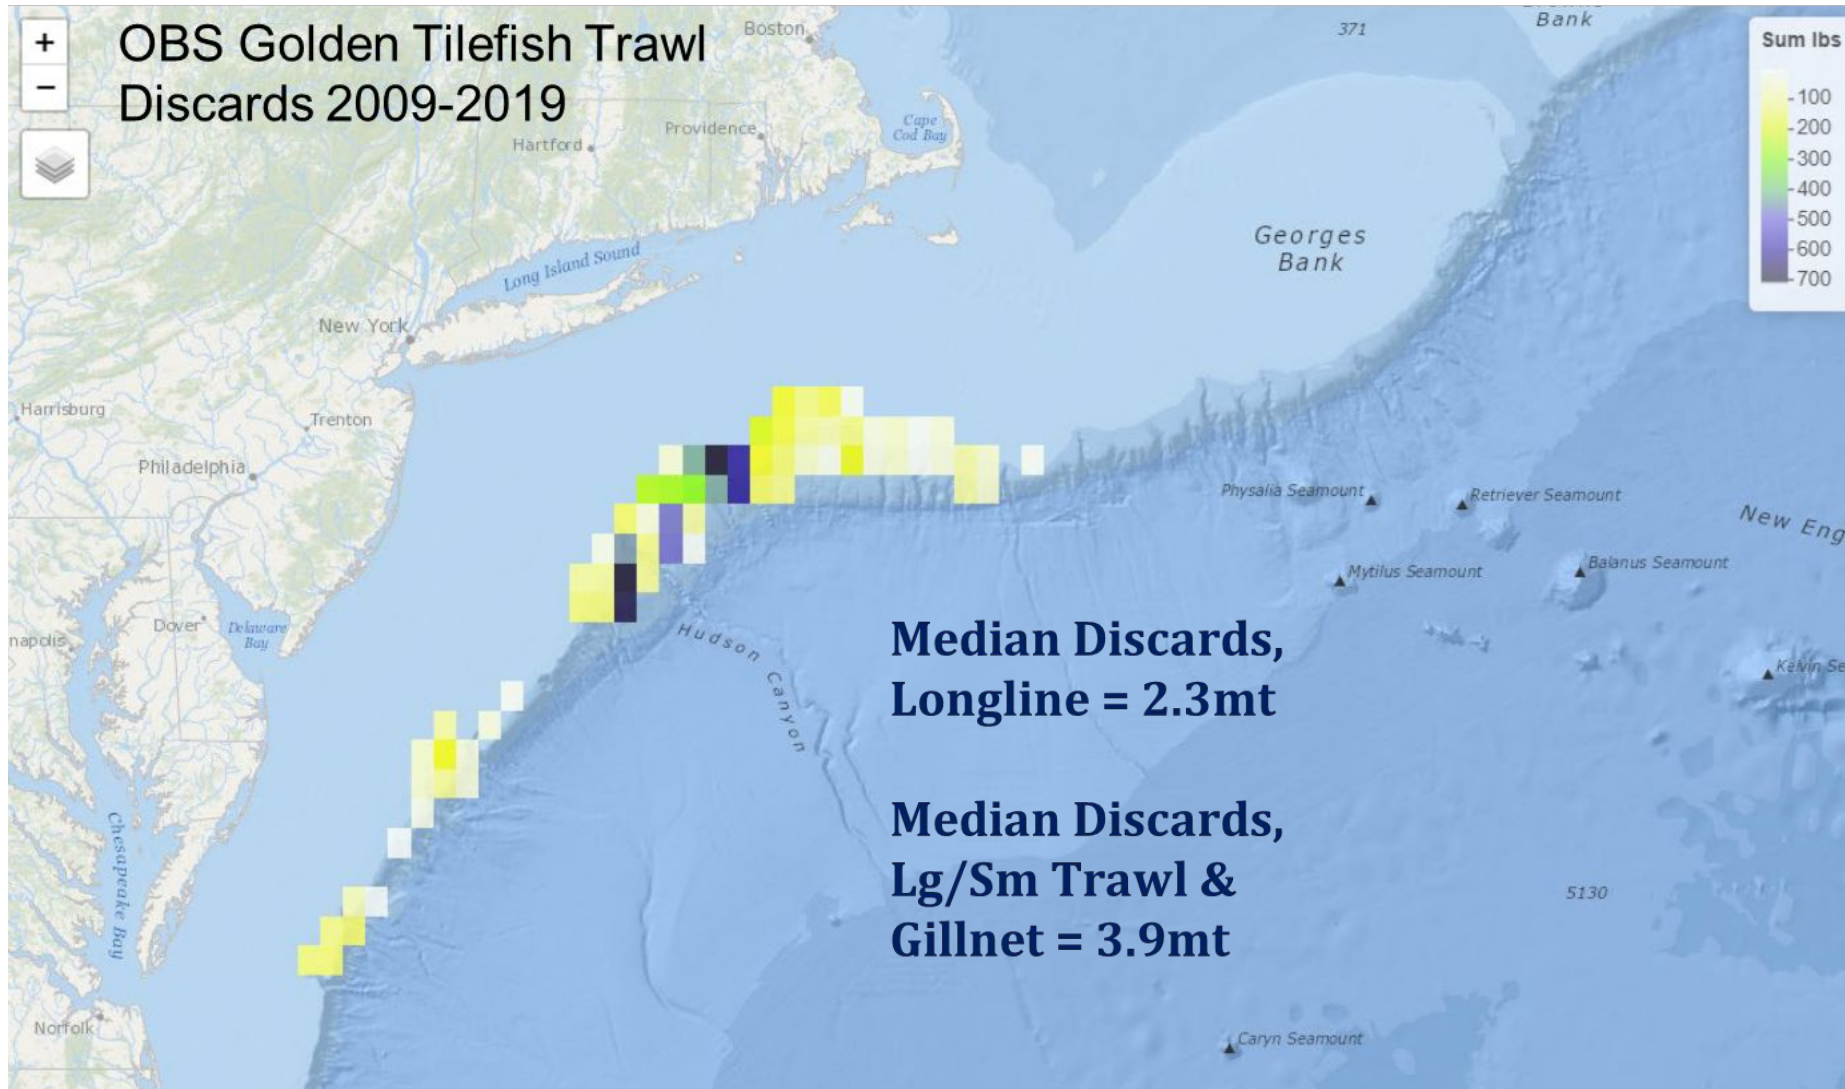 +
−
OBS Golden Tilefish Trawl
Discards 2009-2019
Boston
371
Bank
Sum lbs
100
200
300
400
500
600
700
Cape
Cod Bay
Providence
Hartford
Georges
Bank
Long Island Sound
New York
Harrisburg
Trenton
Philadelphia
Physalia Seamount
Retriever Seamount
New Eng
Mytilus Seamount
Balanus Seamount
napolis
Dover
Delaware
Bay
Hudson Canyon
Kelvin Se
Median Discards,
Longline = 2.3mt
Median Discards,
Lg/Sm Trawl &
Gillnet = 3.9mt
Chesapeake Bay
5130
Norfolk
Caryn Seamount